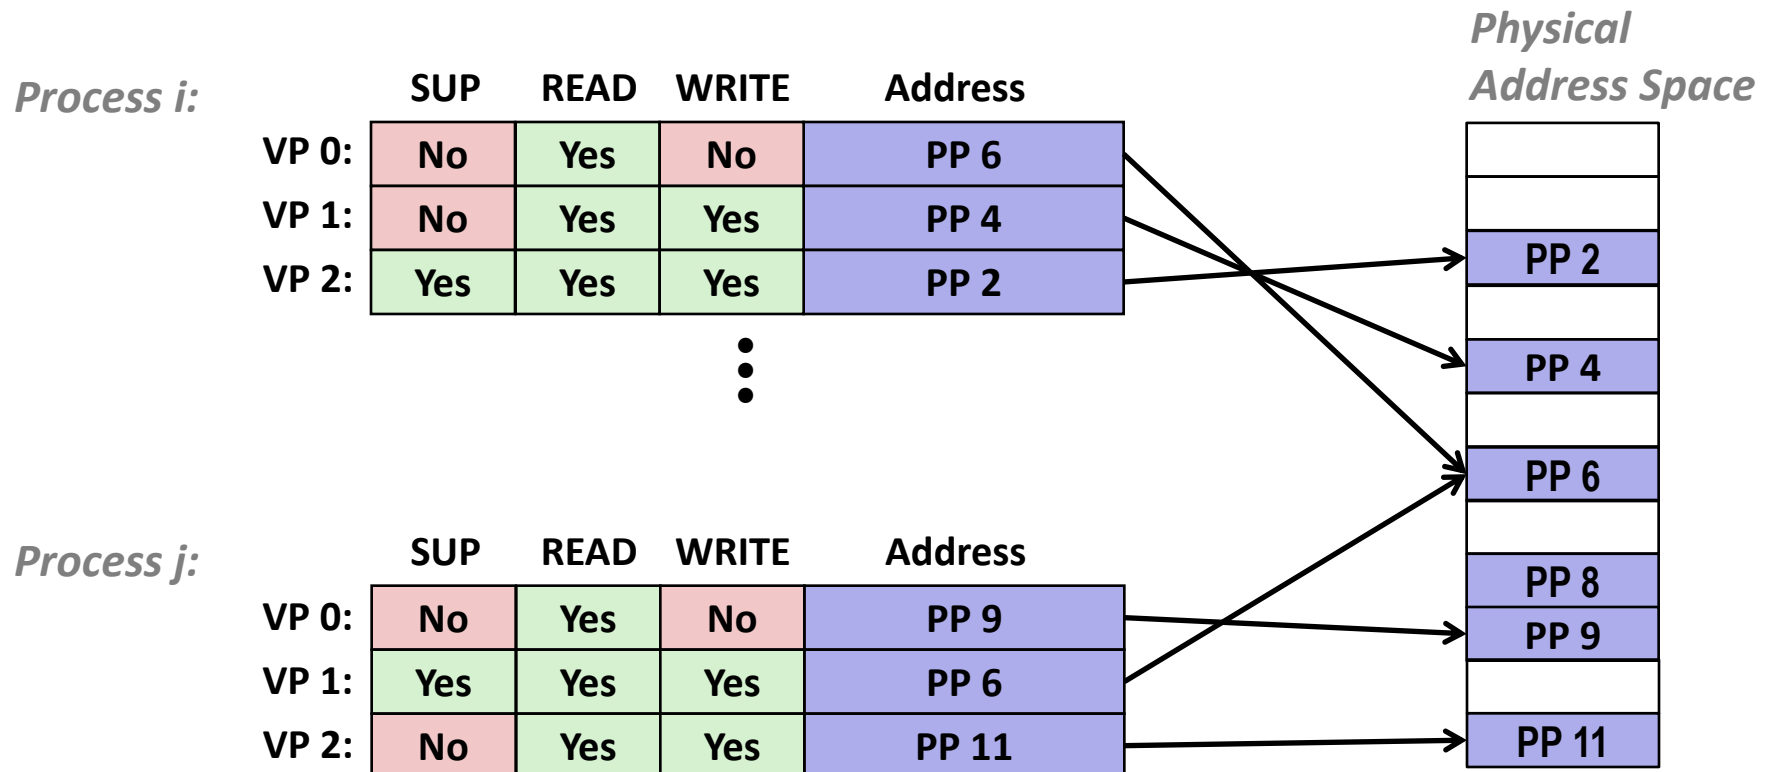 Physical
Address Space
Process i:
SUP READ WRITE Address
VP 0: No Yes No PP 6
VP 1: No Yes Yes PP 4
VP 2: Yes Yes Yes PP 2
PP 2
PP 4
PP 6
PP 8
PP 9
PP 11
Process j:
SUP READ WRITE Address
VP 0: No Yes No PP 9
VP 1: Yes Yes Yes PP 6
VP 2: No Yes Yes PP 11